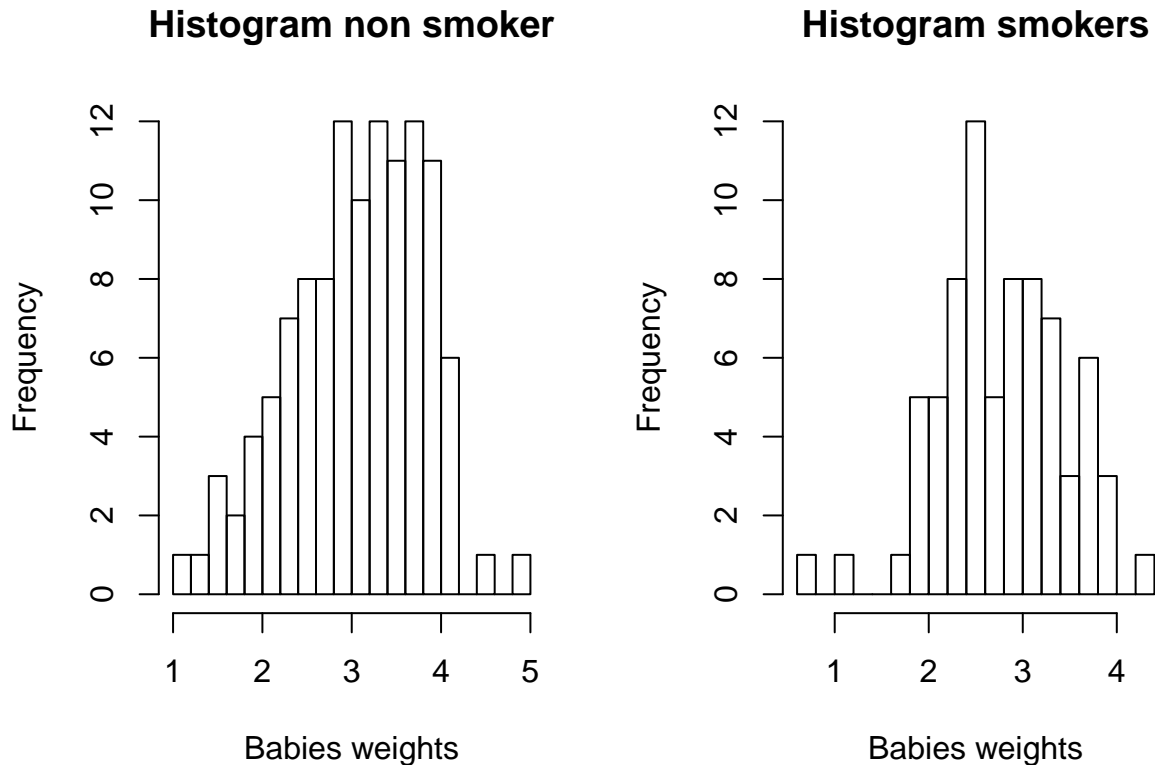 Histogram non smoker
Frequency
0 2 4 6 8 10 12
1 2 3 4 5
Babies weights
Histogram smokers
Frequency
0 2 4 6 8 10 12
1 2 3 4
Babies weights